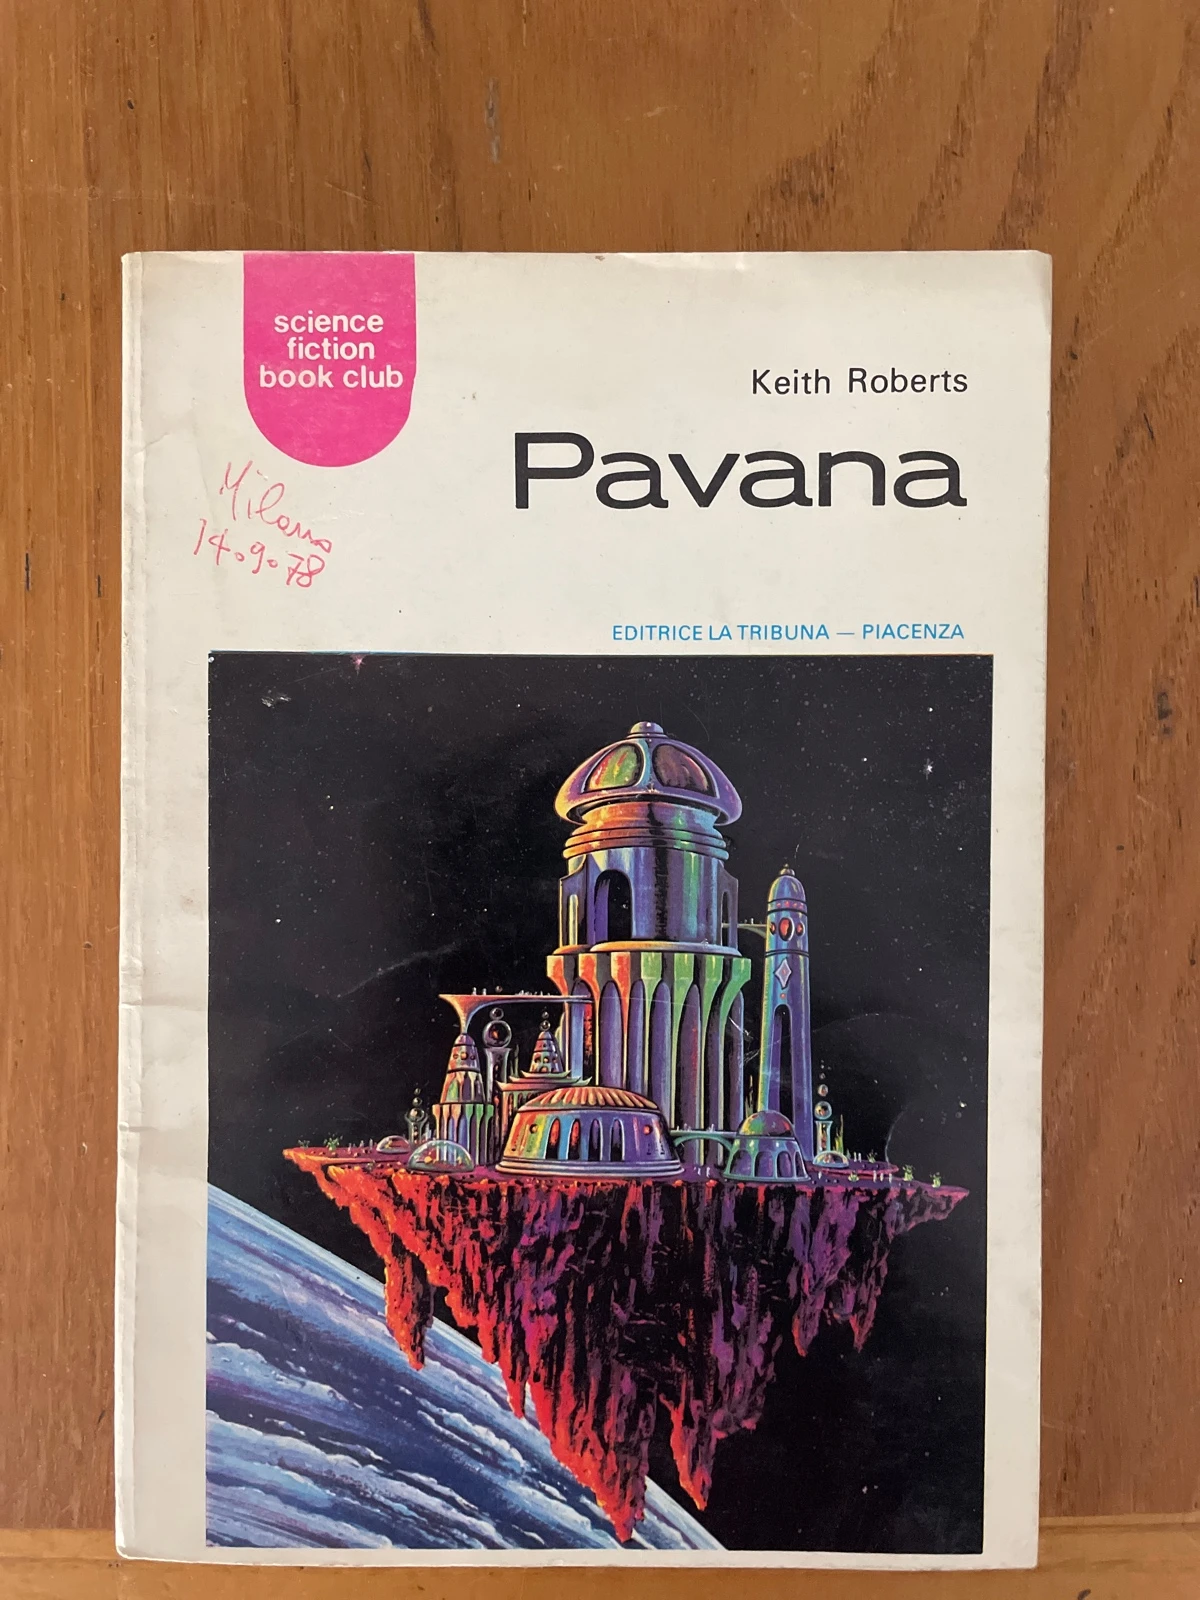 science
fiction
book club
Keith Roberts
Pavana
Milano
14.9.78
EDITRICE LA TRIBUNA — PIACENZA